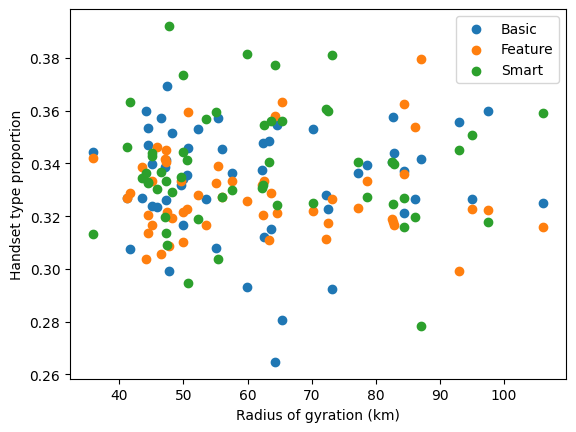 Basic
Feature
Smart
Handset type proportion
0.38
0.36
0.34
0.32
0.30
0.28
0.26
40 50 60 70 80 90 100
Radius of gyration (km)